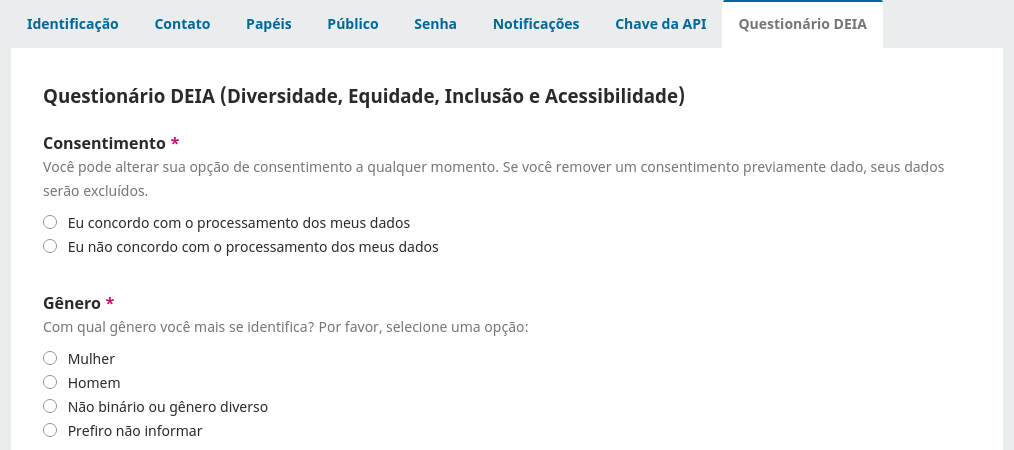 Identificação Contato Papéis Público Senha Notificações Chave da API Questionário DEIA
Questionário DEIA (Diversidade, Equidade, Inclusão e Acessibilidade)
Consentimento *
Você pode alterar sua opção de consentimento a qualquer momento. Se você remover um consentimento previamente dado, seus dados
serão excluídos.
Eu concordo com o processamento dos meus dados
Eu não concordo com o processamento dos meus dados
Gênero *
Com qual gênero você mais se identifica? Por favor, selecione uma opção:
Mulher
Homem
Não binário ou gênero diverso
Prefiro não informar